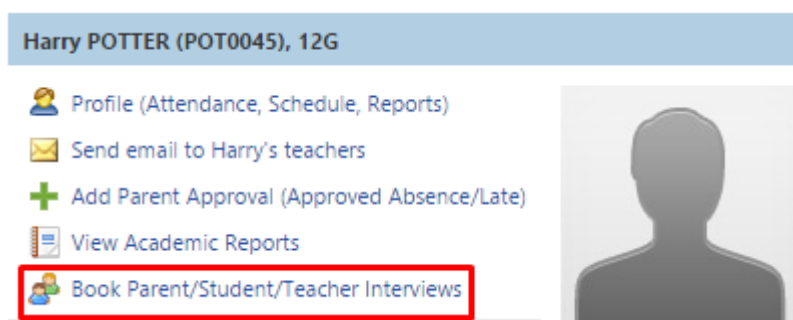 Harry POTTER (POT0045), 12G
Profile (Attendance, Schedule, Reports)
Send email to Harry's teachers
Add Parent Approval (Approved Absence/Late)
View Academic Reports
Book Parent/Student/Teacher Interviews